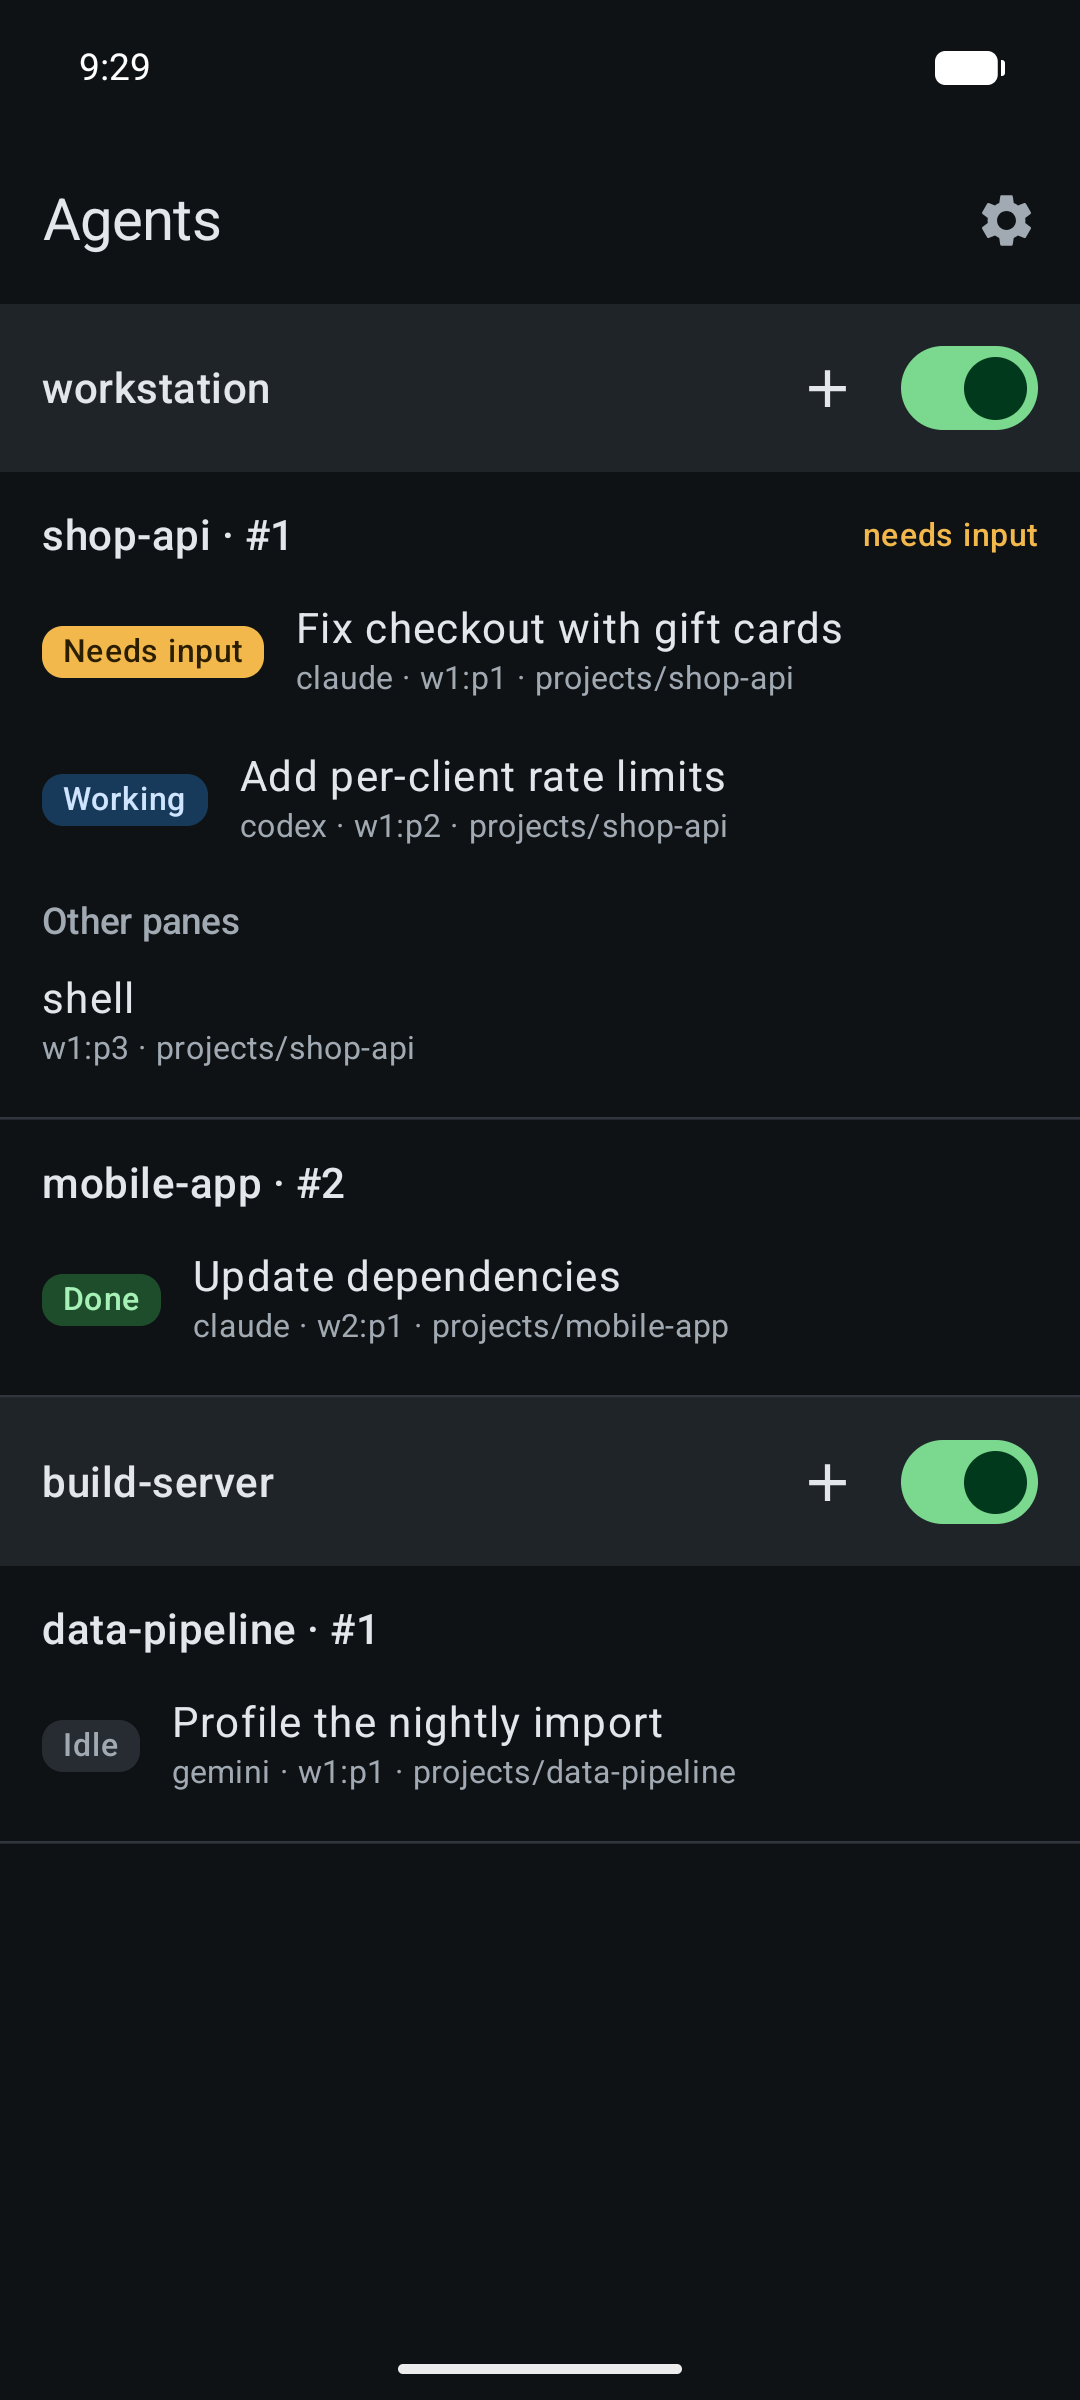 9:29
Agents
workstation
shop-api · #1
needs input
Needs input
Fix checkout with gift cards
claude · w1:p1 · projects/shop-api
Working
Add per-client rate limits
codex · w1:p2 · projects/shop-api
Other panes
shell
w1:p3 · projects/shop-api
mobile-app · #2
Done
Update dependencies
claude · w2:p1 · projects/mobile-app
build-server
data-pipeline · #1
Idle
Profile the nightly import
gemini · w1:p1 · projects/data-pipeline